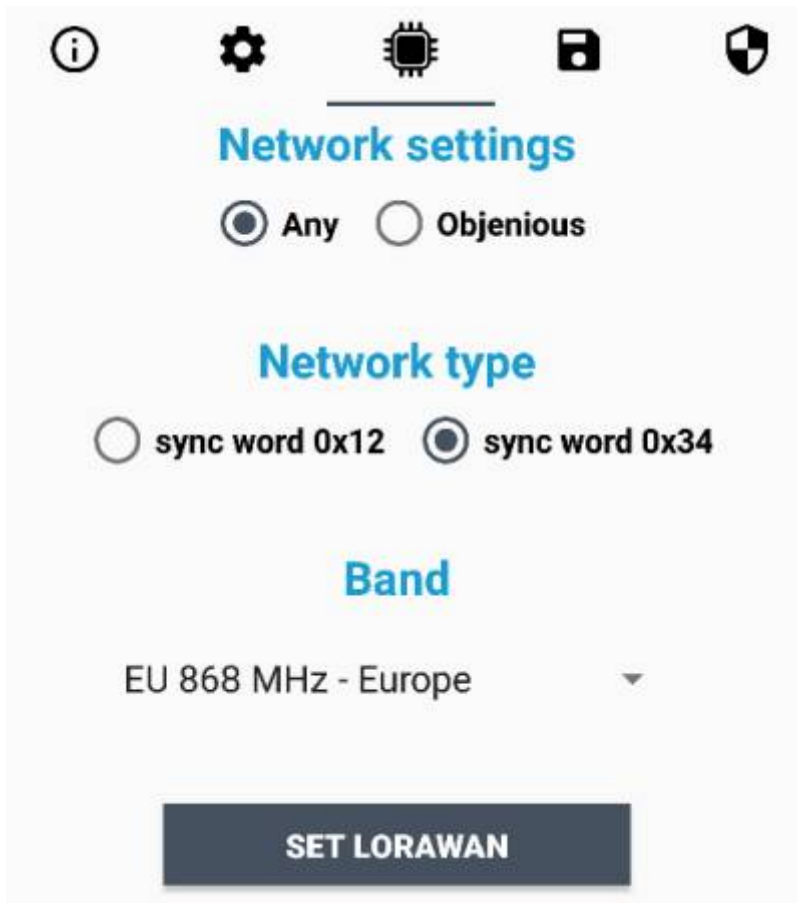 Network settings
Any Objenious
Network type
sync word 0x12 sync word 0x34
Band
EU 868 MHz - Europe
SET LORAWAN